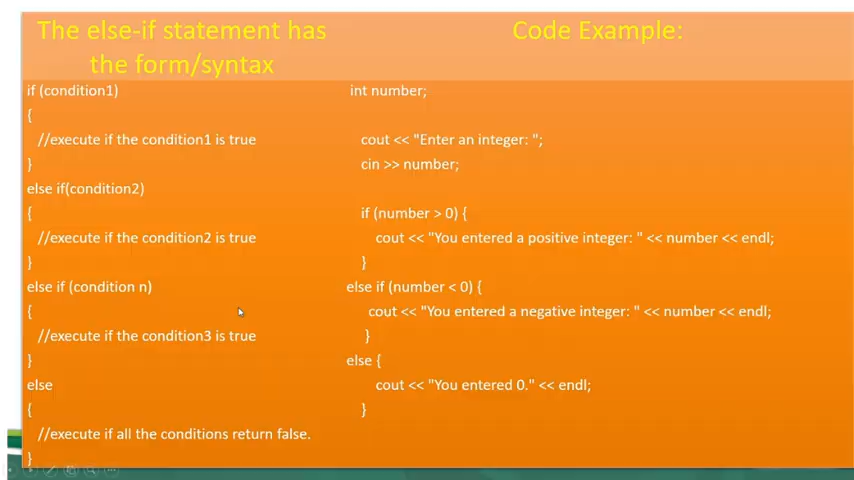 The else-if statement has
the form/syntax
if (condition1)
{
//execute if the condition1 is true
}
else if(condition2)
{
//execute if the condition2 is true
}
else if (condition n)
{
//execute if the condition3 is true
}
else
{
//execute if all the conditions return false.
}
Code Example:
int number;
cout << "Enter an integer: ";
cin >> number;
if (number > 0) {
cout << "You entered a positive integer: " << number << endl;
}
else if (number < 0) {
cout << "You entered a negative integer: " << number << endl;
}
else {
cout << "You entered 0." << endl;
}